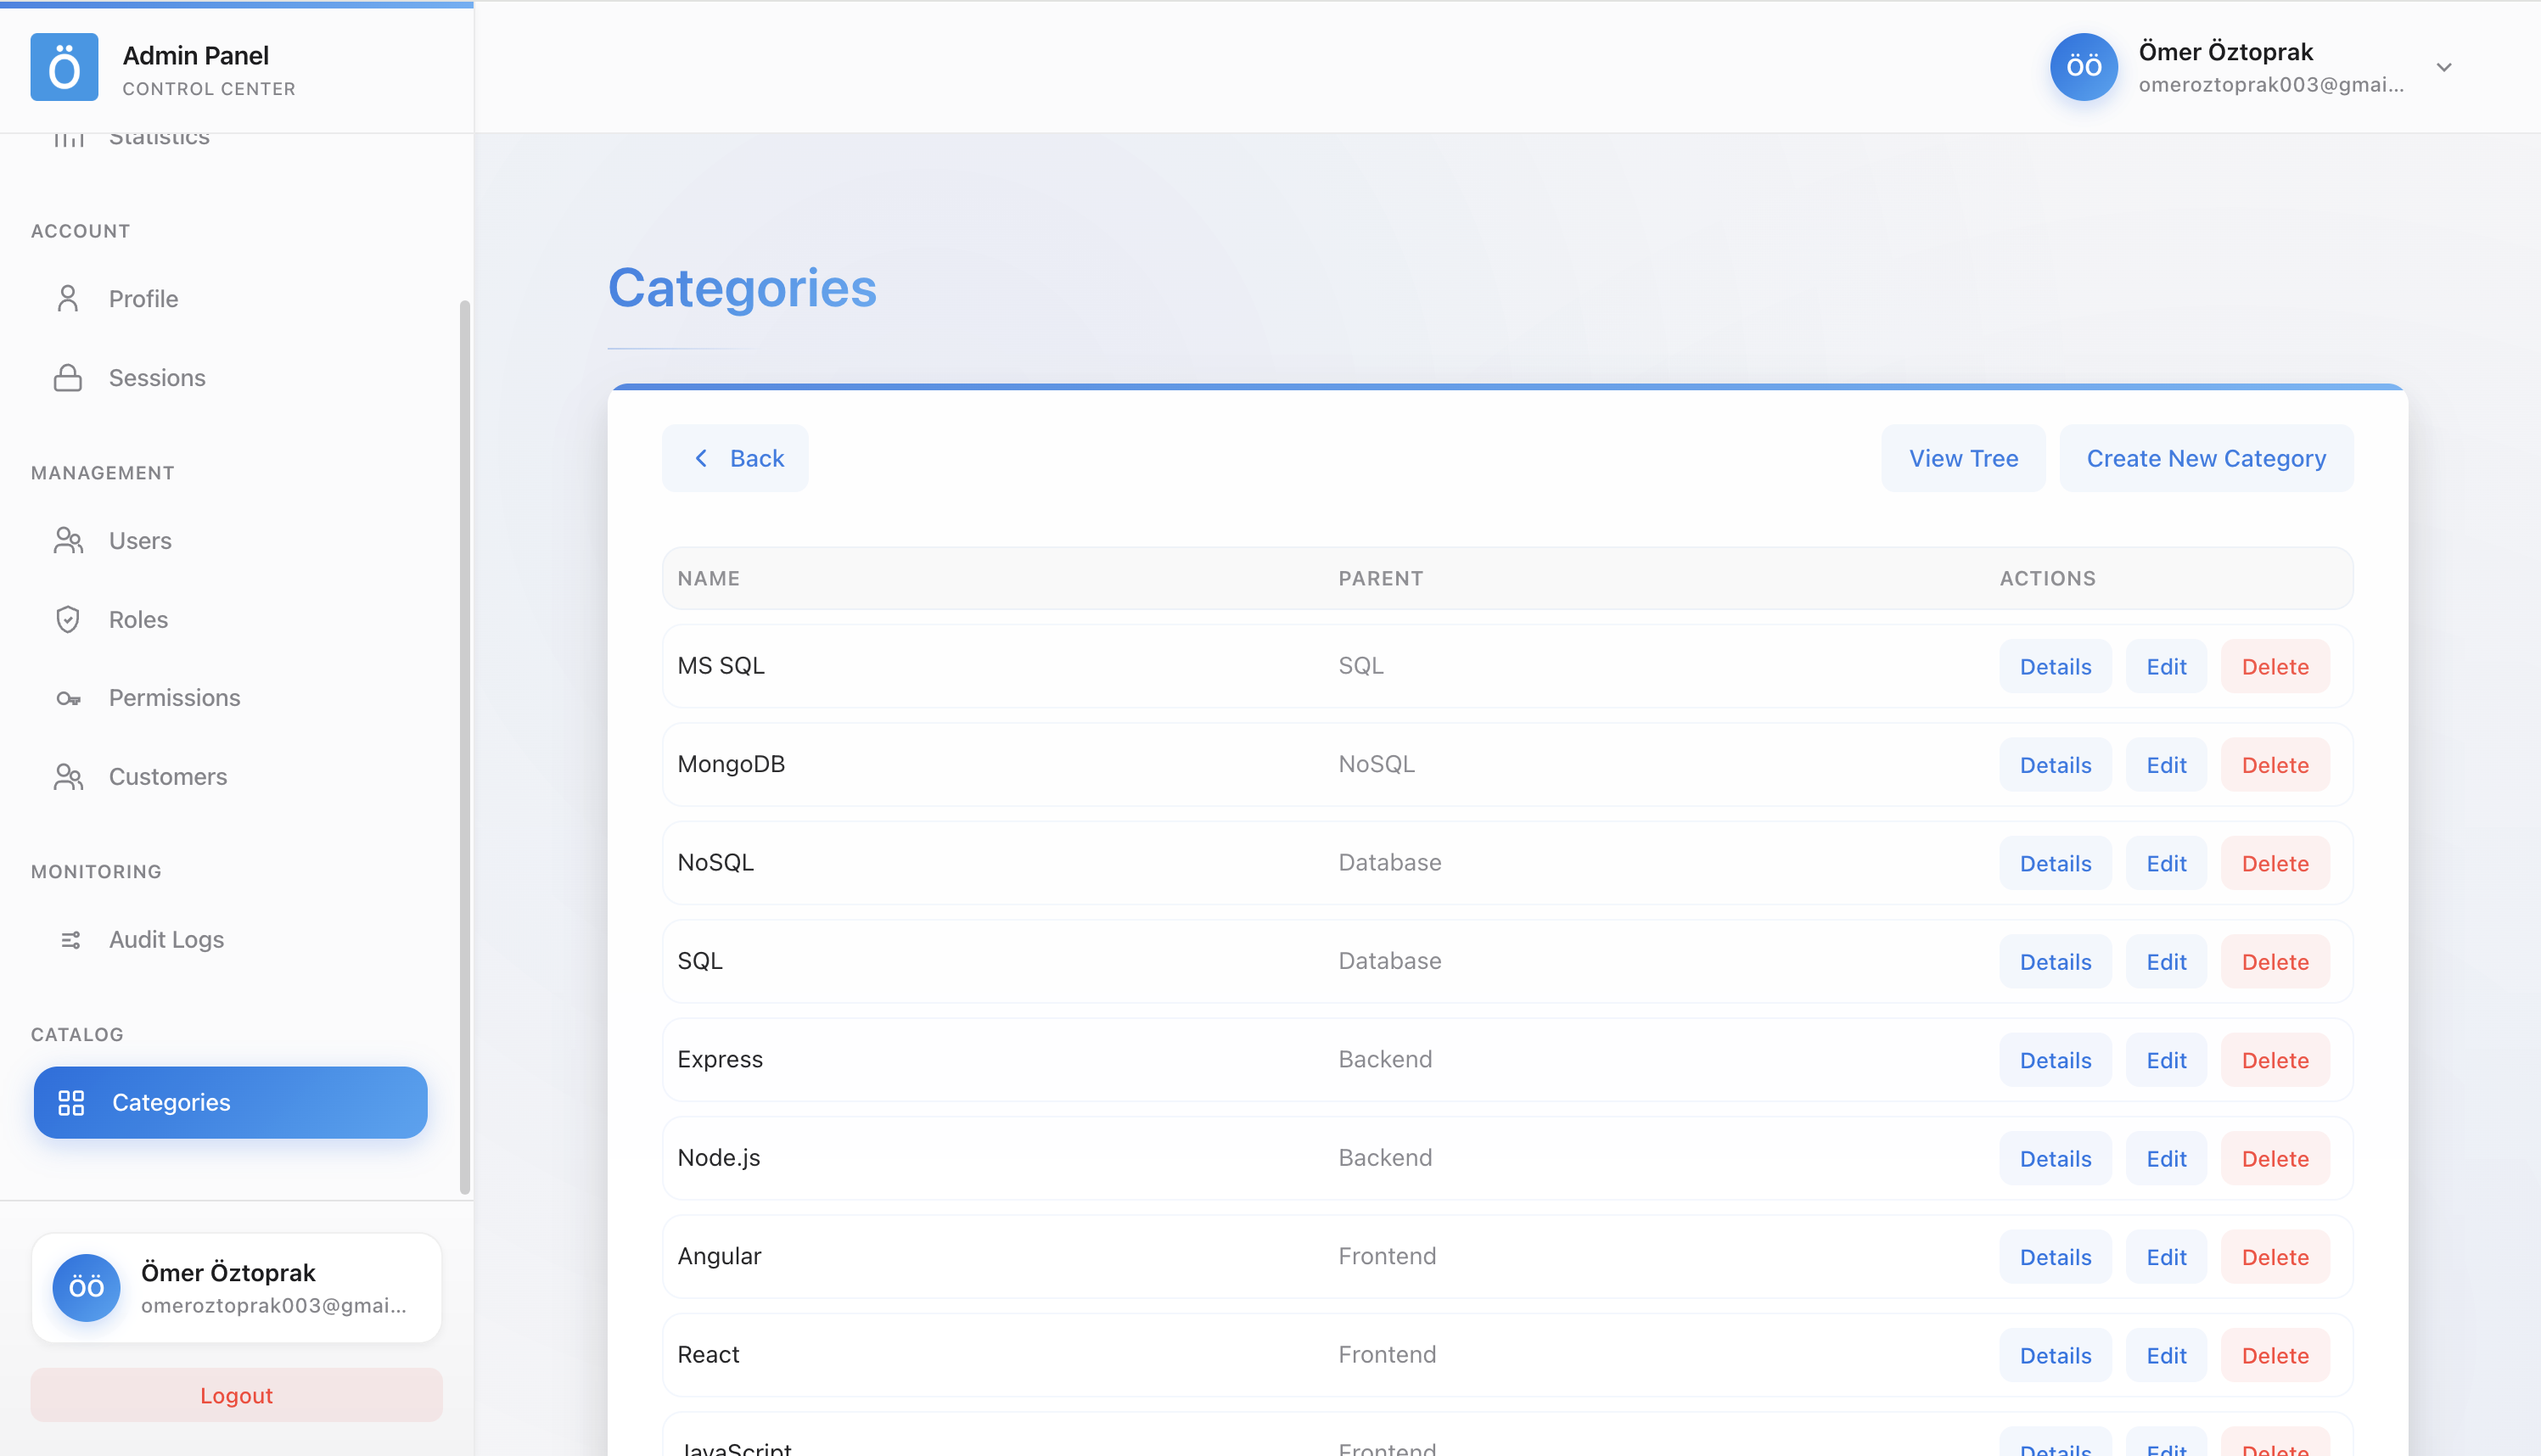 Ö
Admin Panel
CONTROL CENTER
Statistics
ACCOUNT
Profile
Sessions
MANAGEMENT
Users
Roles
Permissions
Customers
MONITORING
Audit Logs
CATALOG
Categories
ÖÖ
Ömer Öztoprak
omeroztoprak003@gmai...
Logout
ÖÖ
Ömer Öztoprak
omeroztoprak003@gmai...
Categories
Back
View Tree
Create New Category
NAME PARENT ACTIONS
MS SQL SQL Details Edit Delete
MongoDB NoSQL Details Edit Delete
NoSQL Database Details Edit Delete
SQL Database Details Edit Delete
Express Backend Details Edit Delete
Node.js Backend Details Edit Delete
Angular Frontend Details Edit Delete
React Frontend Details Edit Delete
JavaScript Frontend Details Edit Delete